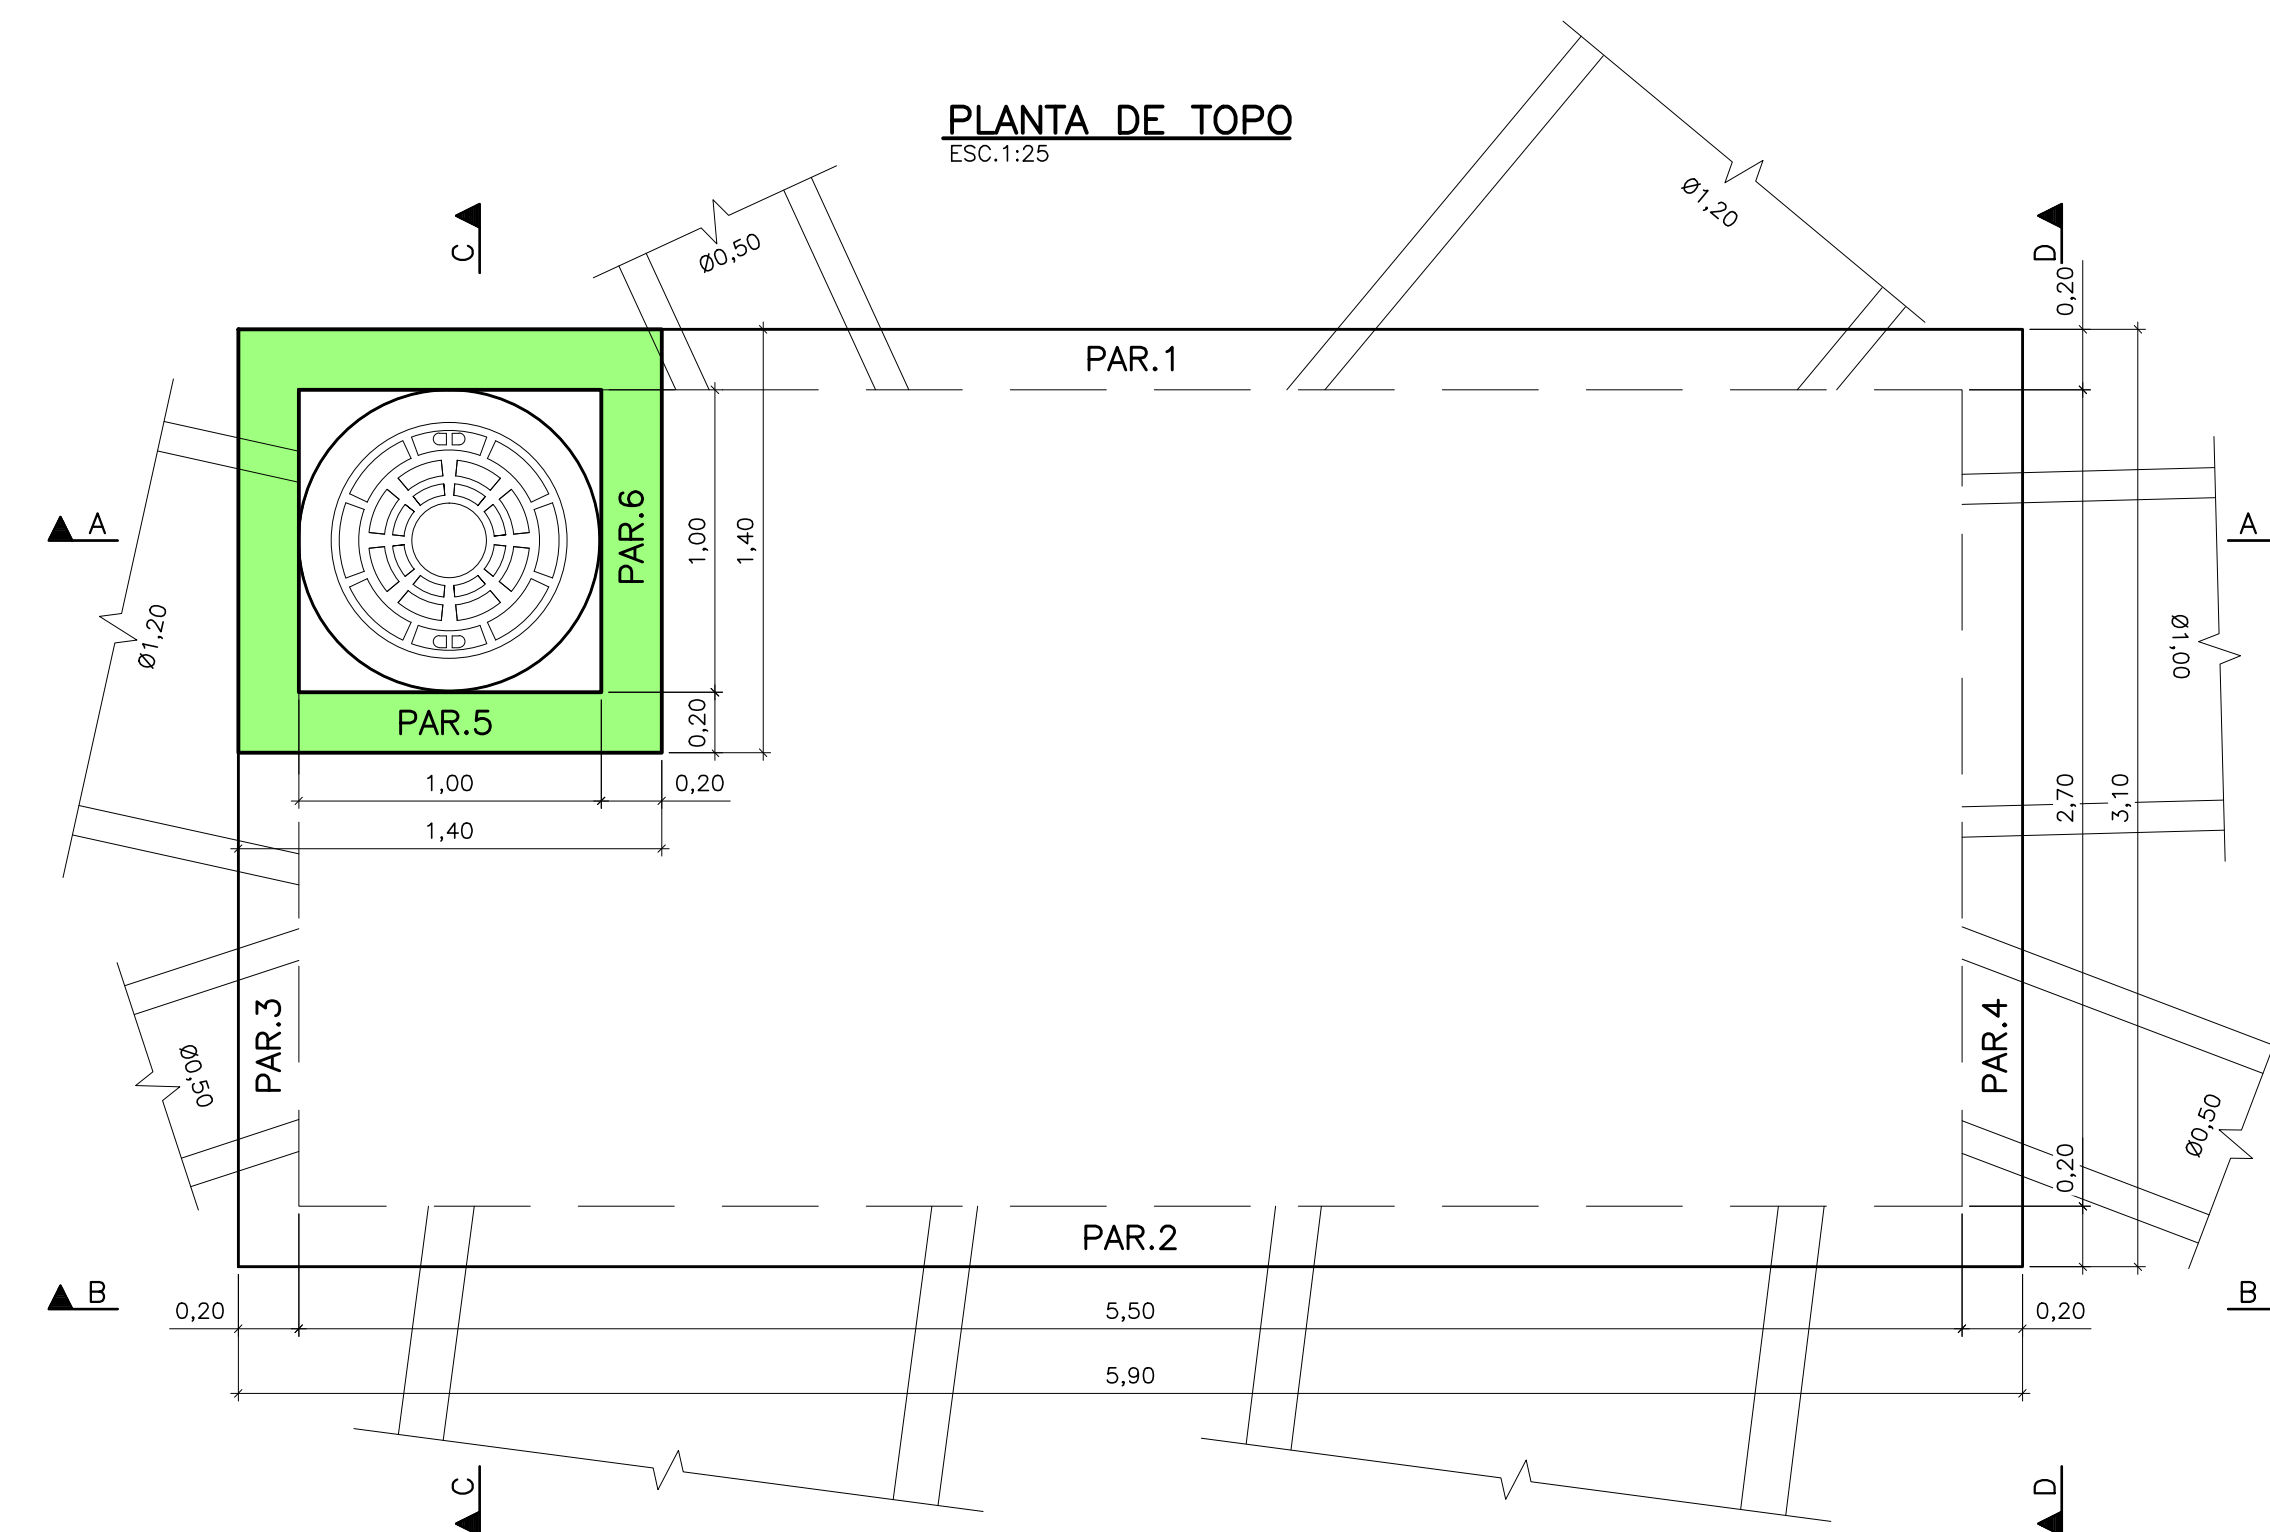 PLANTA DE TOPO
ESC.1:25
Ø1,20
Ø0,50
C
D
0,20
PAR.1
A
PAR.6
1,00
1,40
A
Ø1,20
Ø1,00
PAR.5
0,20
1,00
0,20
1,40
2,70
3,10
PAR.3
PAR.4
Ø0,50
Ø0,50
0,20
PAR.2
B
B
0,20
5,50
0,20
5,90
C
D